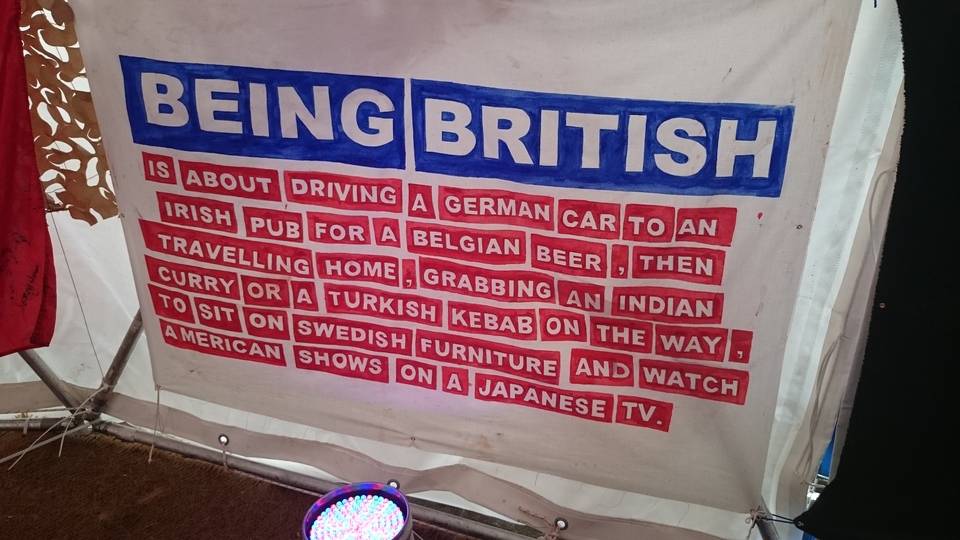 BEING BRITISH
IS ABOUT DRIVING A GERMAN CAR TO AN
IRISH PUB FOR A BELGIAN BEER, THEN
TRAVELLING HOME, GRABBING AN INDIAN
CURRY OR A TURKISH KEBAB ON THE WAY,
TO SIT ON SWEDISH FURNITURE AND WATCH
AMERICAN SHOWS ON A JAPANESE TV.